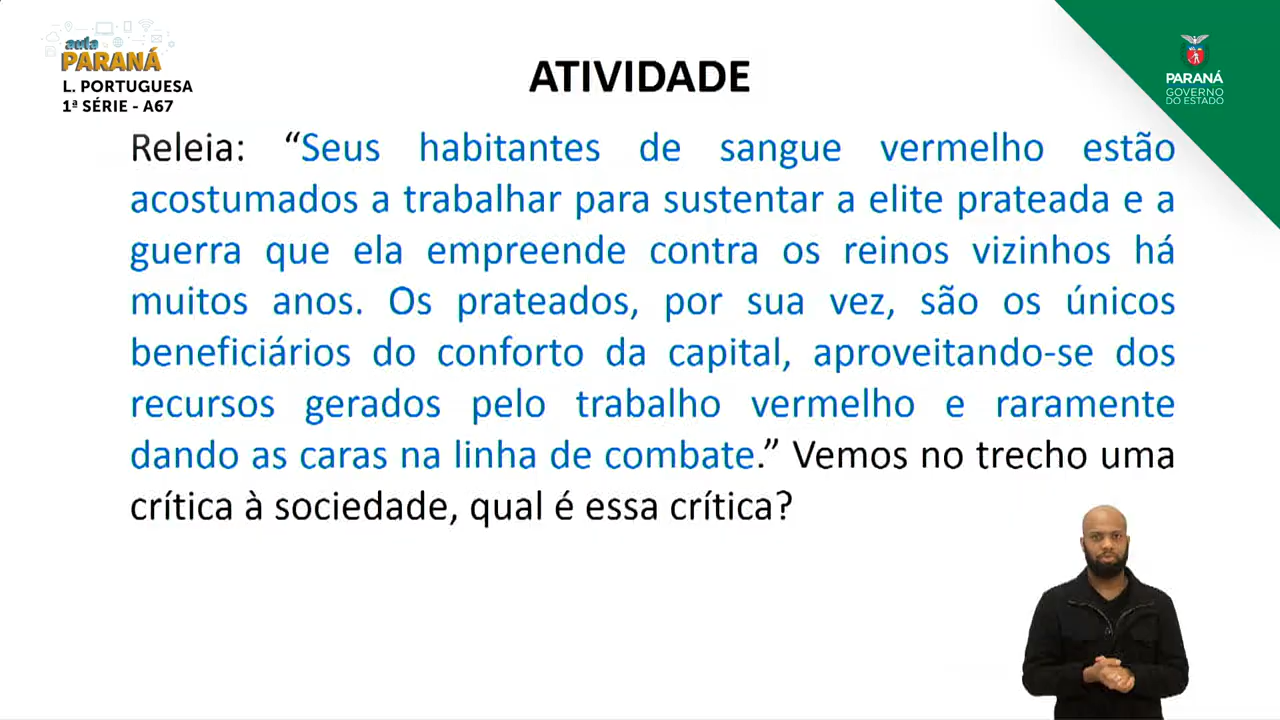 aula
PARANÁ
L. PORTUGUESA
1ª SÉRIE - A67
ATIVIDADE
PARANÁ
GOVERNO
DO ESTADO
Releia: “Seus habitantes de sangue vermelho estão
acostumados a trabalhar para sustentar a elite prateada e a
guerra que ela empreende contra os reinos vizinhos há
muitos anos. Os prateados, por sua vez, são os únicos
beneficiários do conforto da capital, aproveitando-se dos
recursos gerados pelo trabalho vermelho e raramente
dando as caras na linha de combate.” Vemos no trecho uma
crítica à sociedade, qual é essa crítica?